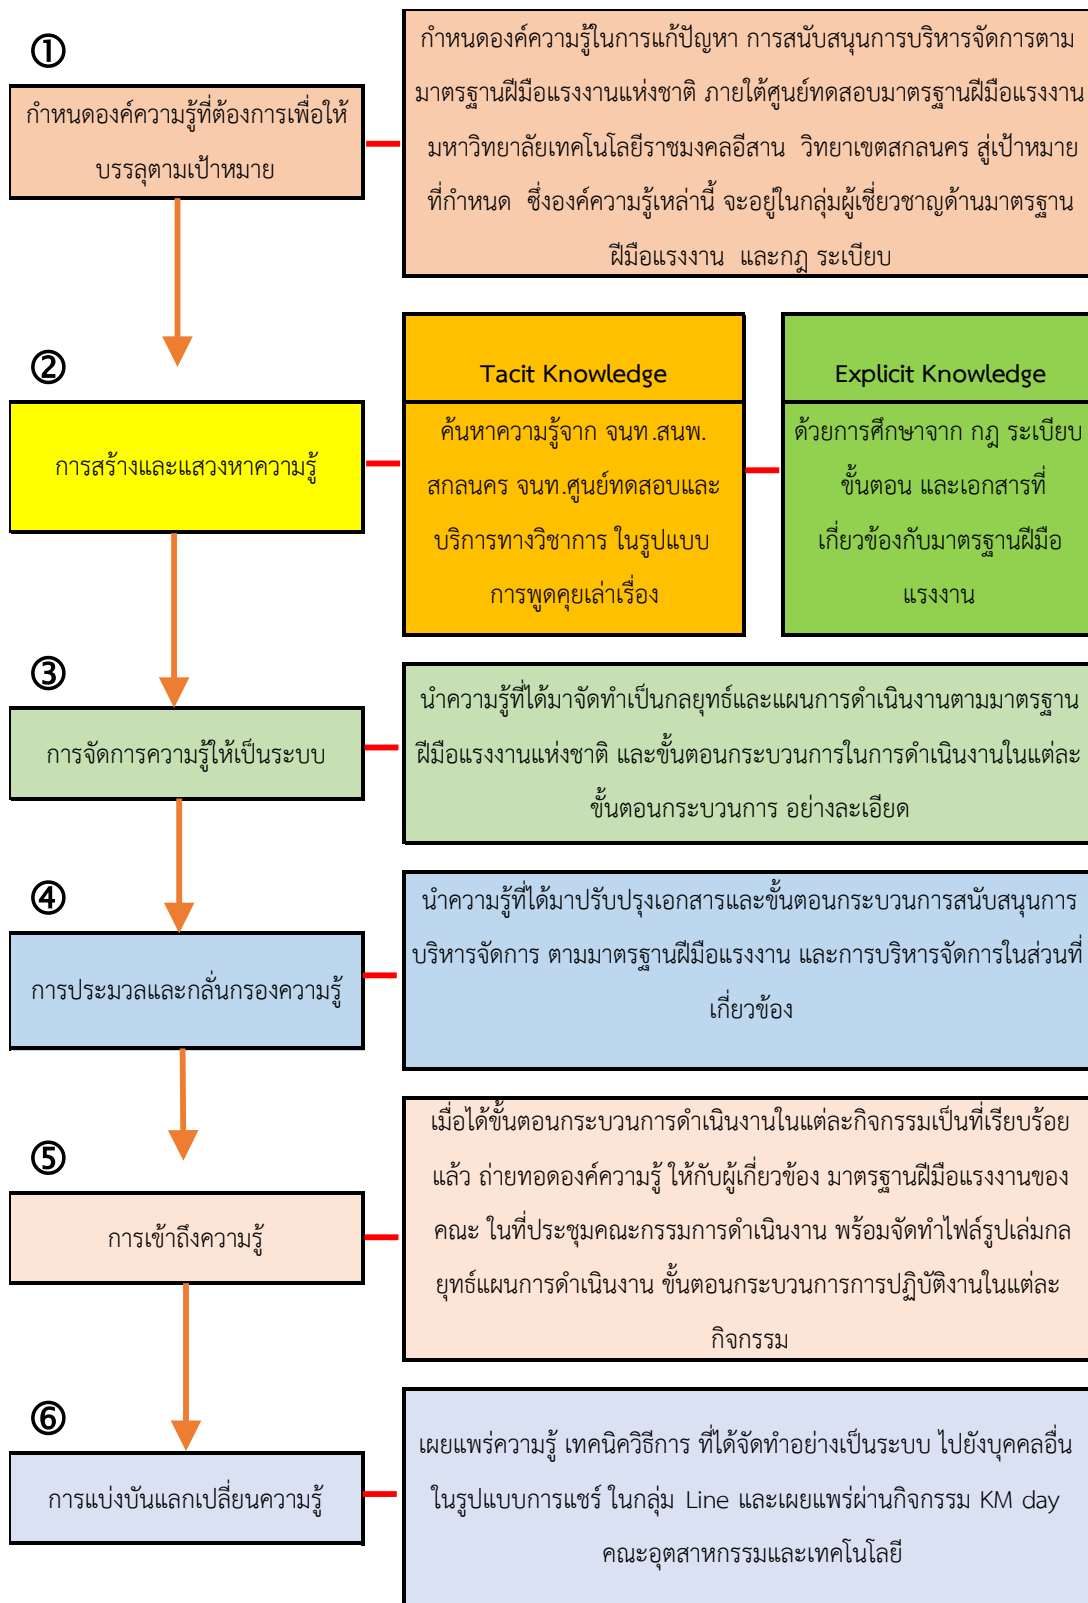 ①
กำหนดองค์ความรู้ที่ต้องการเพื่อให้
บรรลุตามเป้าหมาย
กำหนดองค์ความรู้ในการแก้ปัญหา การสนับสนุนการบริหารจัดการตาม
มาตรฐานฝีมือแรงงานแห่งชาติ ภายใต้ศูนย์ทดสอบมาตรฐานฝีมือแรงงาน
มหาวิทยาลัยเทคโนโลยีราชมงคลอีสาน วิทยาเขตสกลนคร สู่เป้าหมาย
ที่กำหนด ซึ่งองค์ความรู้เหล่านี้ จะอยู่ในกลุ่มผู้เชี่ยวชาญด้านมาตรฐาน
ฝีมือแรงงาน และกฎ ระเบียบ
②
การสร้างและแสวงหาความรู้
Tacit Knowledge
ค้นหาความรู้จาก จนท.สนพ.
สกลนคร จนท.ศูนย์ทดสอบและ
บริการทางวิชาการ ในรูปแบบ
การพูดคุยเล่าเรื่อง
Explicit Knowledge
ด้วยการศึกษาจาก กฎ ระเบียบ
ขั้นตอน และเอกสารที่
เกี่ยวข้องกับมาตรฐานฝีมือ
แรงงาน
③
การจัดการความรู้ให้เป็นระบบ
นำความรู้ที่ได้มาจัดทำเป็นกลยุทธ์และแผนการดำเนินงานตามมาตรฐาน
ฝีมือแรงงานแห่งชาติ และขั้นตอนกระบวนการในการดำเนินงานในแต่ละ
ขั้นตอนกระบวนการ อย่างละเอียด
④
การประมวลและกลั่นกรองความรู้
นำความรู้ที่ได้มาปรับปรุงเอกสารและขั้นตอนกระบวนการสนับสนุนการ
บริหารจัดการ ตามมาตรฐานฝีมือแรงงาน และการบริหารจัดการในส่วนที่
เกี่ยวข้อง
⑤
การเข้าถึงความรู้
เมื่อได้ขั้นตอนกระบวนการดำเนินงานในแต่ละกิจกรรมเป็นที่เรียบร้อย
แล้ว ถ่ายทอดองค์ความรู้ ให้กับผู้เกี่ยวข้อง มาตรฐานฝีมือแรงงานของ
คณะ ในที่ประชุมคณะกรรมการดำเนินงาน พร้อมจัดทำไฟล์รูปเล่มกล
ยุทธ์แผนการดำเนินงาน ขั้นตอนกระบวนการการปฏิบัติงานในแต่ละ
กิจกรรม
⑥
การแบ่งบันแลกเปลี่ยนความรู้
เผยแพร่ความรู้ เทคนิควิธีการ ที่ได้จัดทำอย่างเป็นระบบ ไปยังบุคคลอื่น
ในรูปแบบการแชร์ ในกลุ่ม Line และเผยแพร่ผ่านกิจกรรม KM day
คณะอุตสาหกรรมและเทคโนโลยี